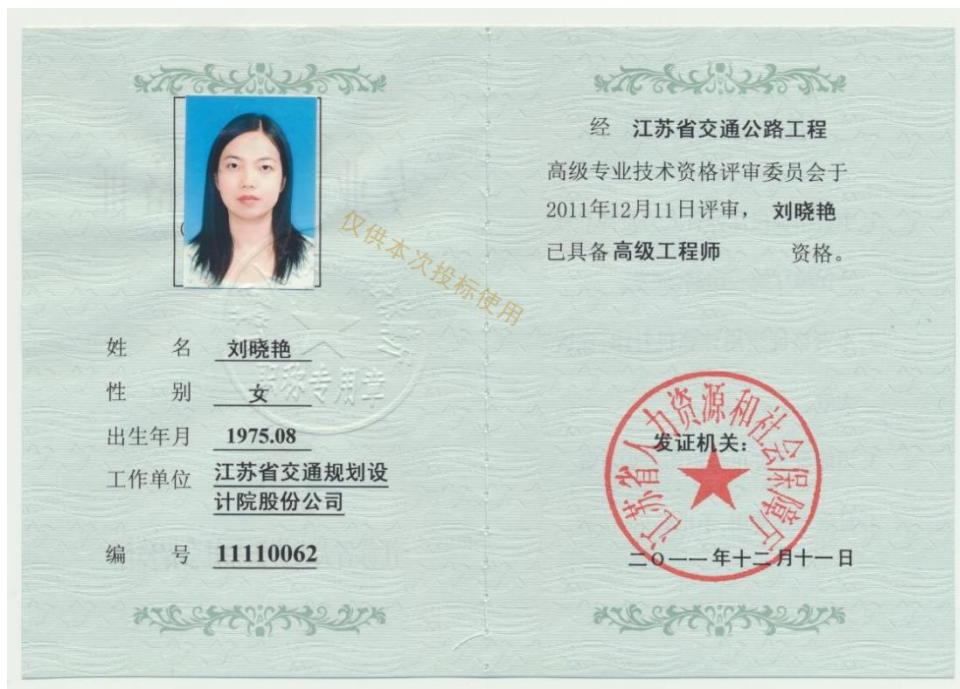 姓 名 刘晓艳
性 别 女
出生年月 1975.08
工作单位 江苏省交通规划设
计院股份公司
编 号 11110062
职称专用章
仅供本次投标使用
经 江苏省交通公路工程
高级专业技术资格评审委员会于
2011年12月11日评审， 刘晓艳
已具备 高级工程师 资格。
江苏省人力资源和社会保障厅
发证机关：
二〇一一年十二月十一日